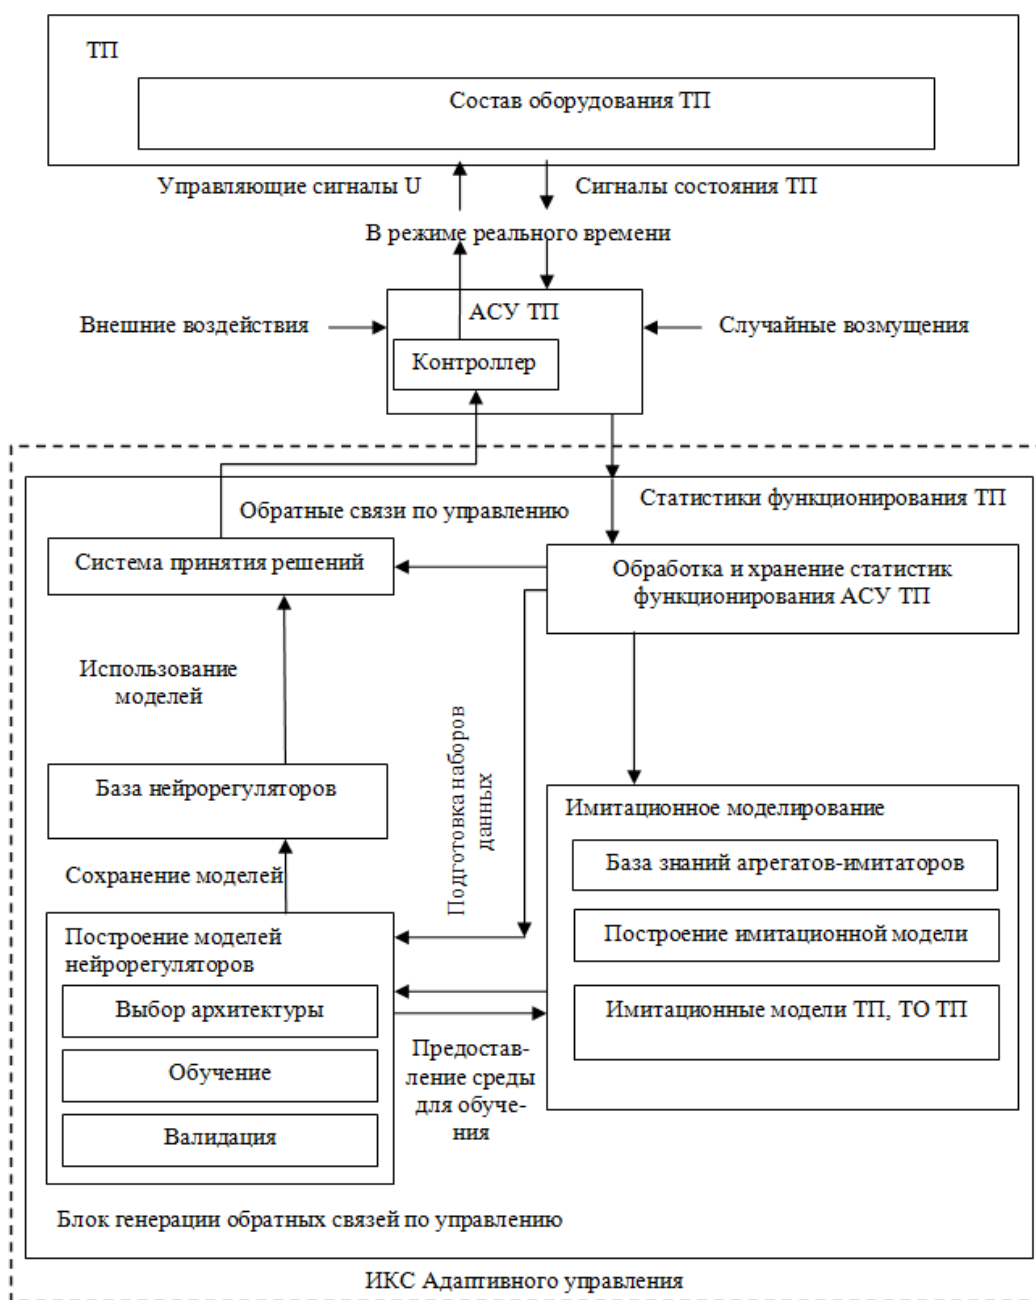 ТП
Состав оборудования ТП
Управляющие сигналы U
Сигналы состояния ТП
В режиме реального времени
АСУ ТП
Внешние воздействия
Случайные возмущения
Контроллер
Статистики функционирования ТП
Обратные связи по управлению
Система принятия решений
Обработка и хранение статистик
функционирования АСУ ТП
Использование
моделей
Подготовка наборов
данных
База нейрорегуляторов
Имитационное моделирование
База знаний агрегатов-имитаторов
Сохранение моделей
Построение моделей
нейрорегуляторов
Построение имитационной модели
Выбор архитектуры
Имитационные модели ТП, ТО ТП
Обучение
Предостав-
ление среды
для обуче-
ния
Валидация
Блок генерации обратных связей по управлению
ИКС Адаптивного управления